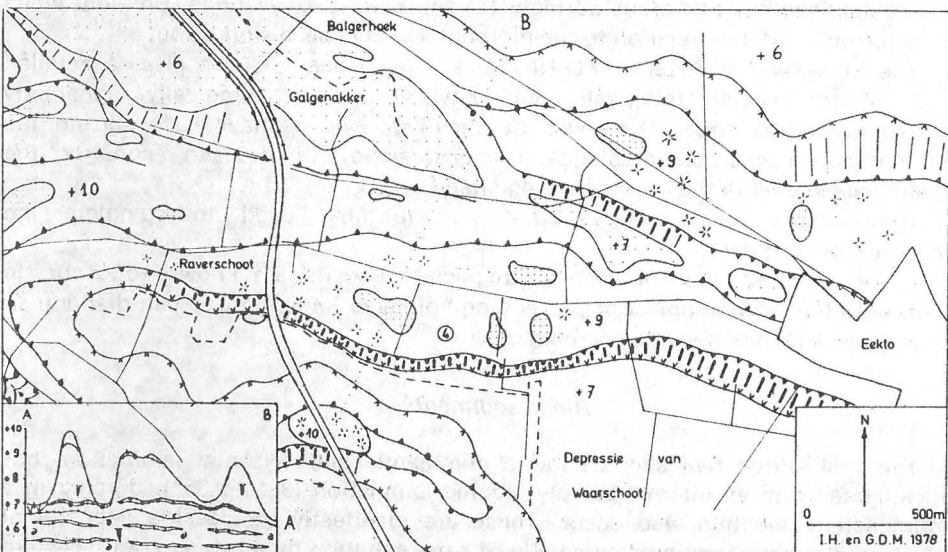 Balgerhoek
B
6
+6
Galgenakker
+9
+10
+7
Raverschoot
4
+9
Eeklo
+7
+10
B
Depressie van
Waarschoot
N
+10
+9
+8
+7
+6
A
0 500m
I.H. en G.D.M. 1978